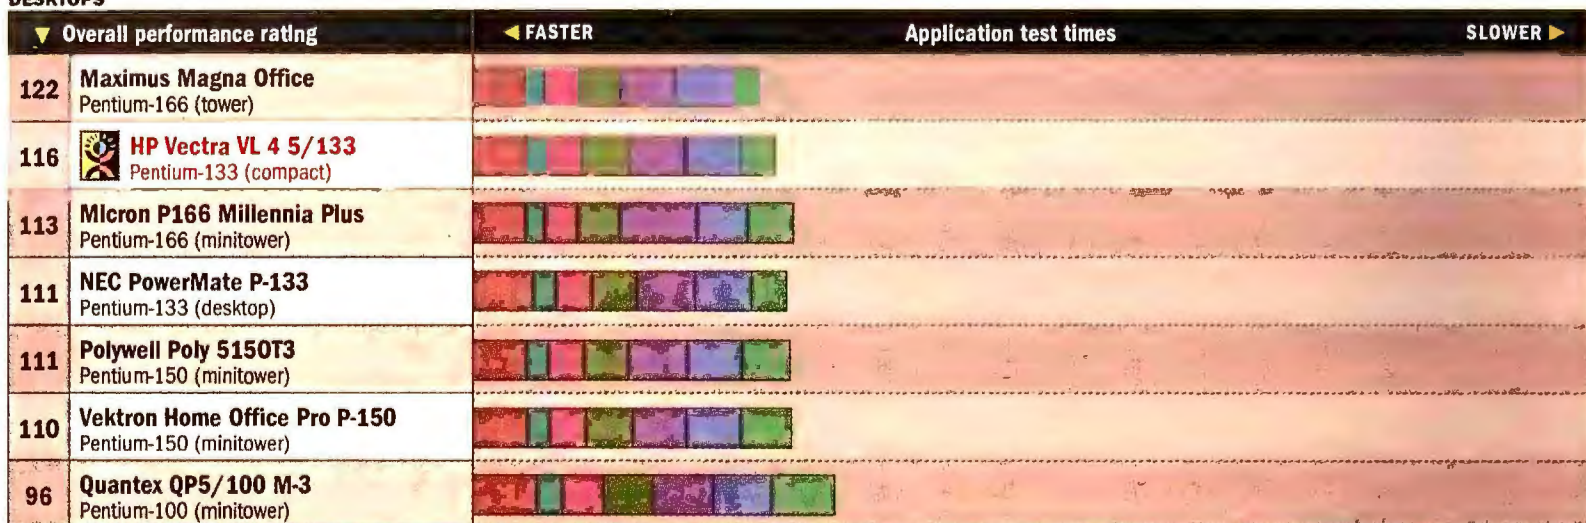 DESKTOPS
▼ Overall performance rating ◄ FASTER Application test times SLOWER ►
122 Maximus Magna Office
Pentium-166 (tower)
116 HP Vectra VL 4 5/133
Pentium-133 (compact)
113 Micron P166 Millennia Plus
Pentium-166 (minitower)
111 NEC PowerMate P-133
Pentium-133 (desktop)
111 Polywell Poly 5150T3
Pentium-150 (minitower)
110 Vektron Home Office Pro P-150
Pentium-150 (minitower)
96 Quantex QP5/100 M-3
Pentium-100 (minitower)